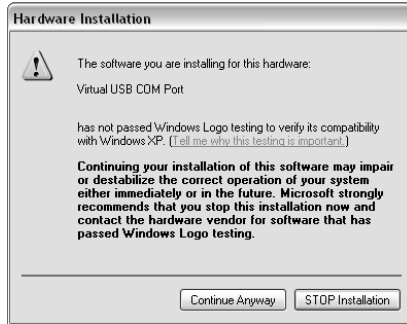 Hardware Installation
The software you are installing for this hardware:
Virtual USB COM Port
has not passed Windows Logo testing to verify its compatibility
with Windows XP. (Tell me why this testing is important.)
Continuing your installation of this software may impair
or destabilize the correct operation of your system
either immediately or in the future. Microsoft strongly
recommends that you stop this installation now and
contact the hardware vendor for software that has
passed Windows Logo testing.
Continue Anyway STOP Installation